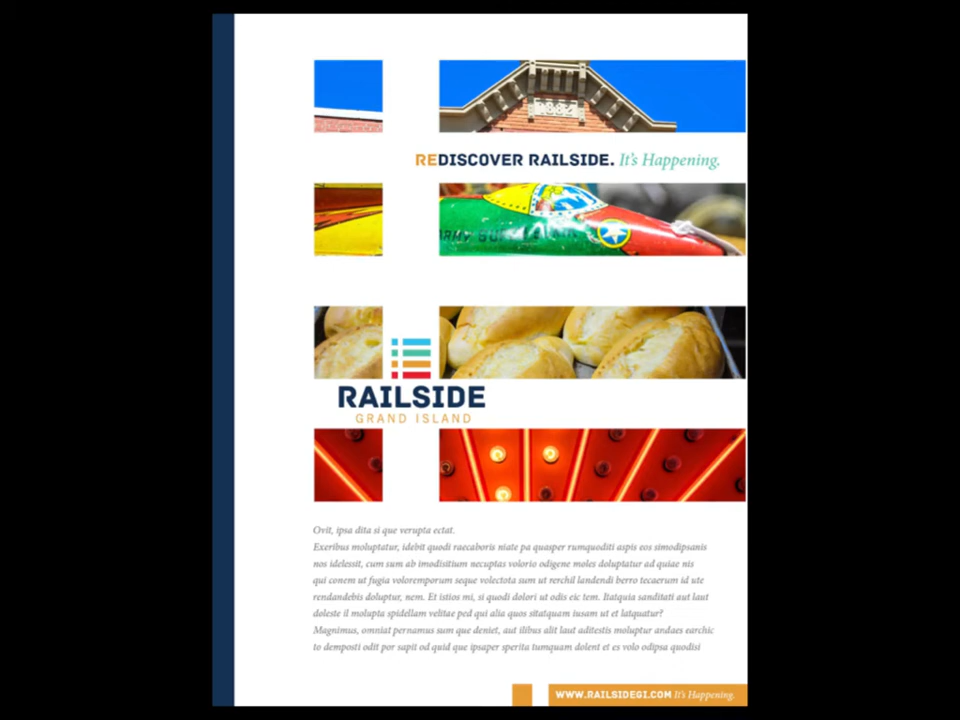 1882
REDISCOVER RAILSIDE. It's Happening.
RAILSIDE
GRAND ISLAND
Ovit, ipsa dita si que verupta ectat.
Exeribus moluptatur, idebit quodi raecaboris niate pa quasper rumquoditi aspis eos simodipsanis
nos idelessit, cum sum ab imodisitium necuptas volorio odigene moles doluptatur ad quiae nis
qui conem ut fugia voloremporum seque volectota sum ut rerchil landendi berro tecaerum id ute
rendandebis doluptur, nem. Et istios mi, si quodi dolori ut odis eic tem. Itatquia sanditati aut laut
doleste il molupta spidellam velitae ped qui alia quos sitatquam iusam ut et latquatur?
Magnimus, omniat pernamus sum que deniet, aut ilibus alit laut aditestis moluptur andaes earchic
to demposti odit por sapit od quid que ipsaper sperita tumquam dolent et es volo odipsa quodisi
WWW.RAILSIDEGI.COM It's Happening.